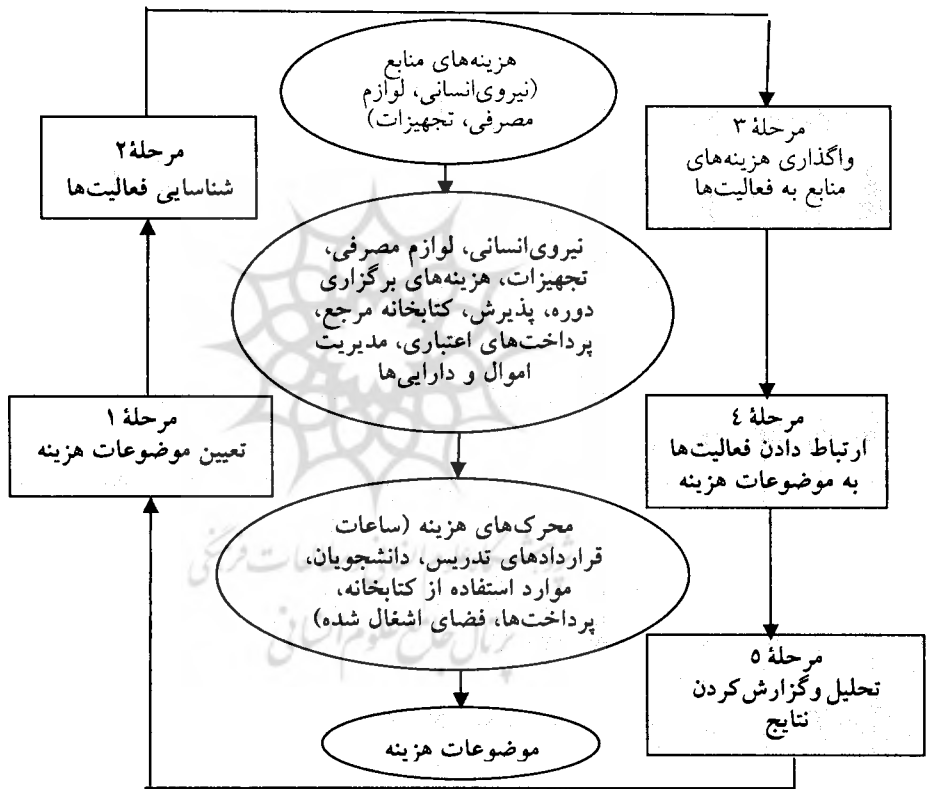 هزینه‌های منابع
(نیروی‌انسانی، لوازم
مصرفی، تجهیزات)
مرحلهٔ ۲
شناسایی فعالیت‌ها
مرحلهٔ ۳
واگذاری هزینه‌های
منابع به فعالیت‌ها
نیروی‌انسانی، لوازم مصرفی،
تجهیزات، هزینه‌های برگزاری
دوره، پذیرش، کتابخانه مرجع،
پرداخت‌های اعتباری، مدیریت
اموال و دارایی‌ها
مرحلهٔ ۱
تعیین موضوعات هزینه
مرحلهٔ ٤
ارتباط دادن فعالیت‌ها
به موضوعات هزینه
محرک‌های هزینه (ساعات
قراردادهای تدریس، دانشجویان،
موارد استفاده از کتابخانه،
پرداخت‌ها، فضای اشغال شده)
مرحلهٔ ٥
تحلیل وگزارش‌کردن
نتایج
موضوعات هزینه
پرتال جامع علوم انسانی